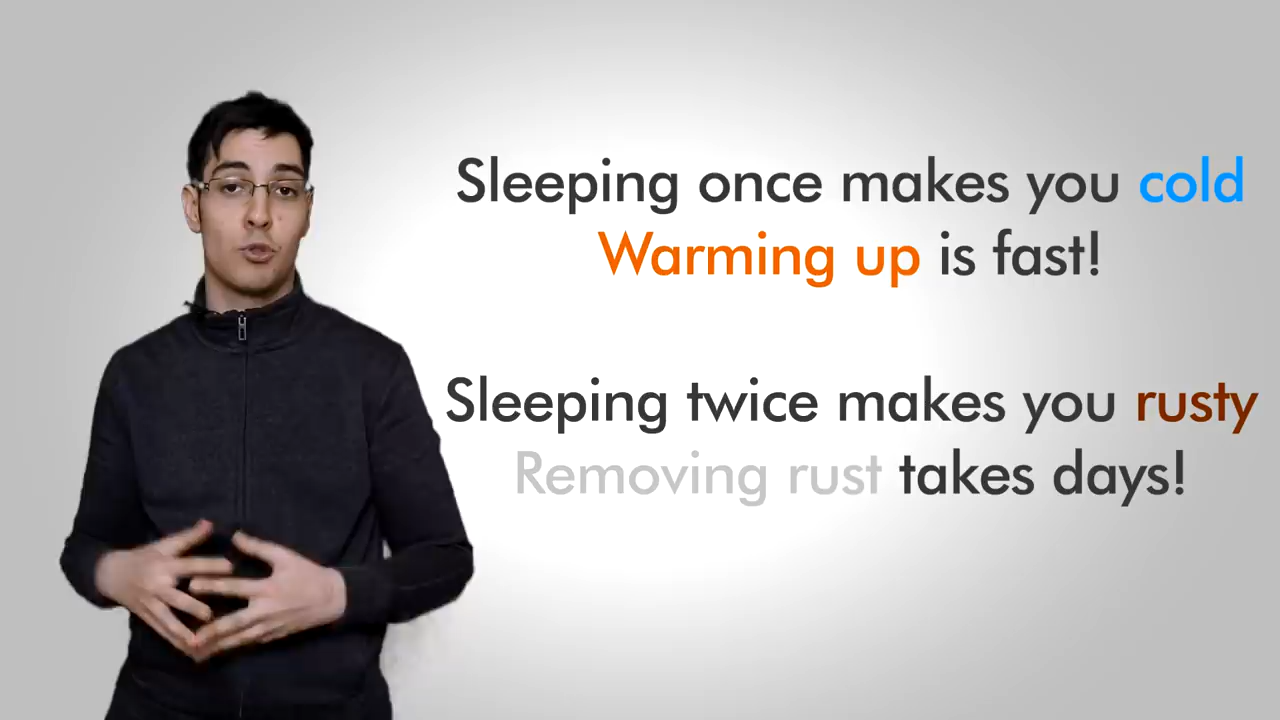 Sleeping once makes you cold
Warming up is fast!
Sleeping twice makes you rusty
Removing rust takes days!